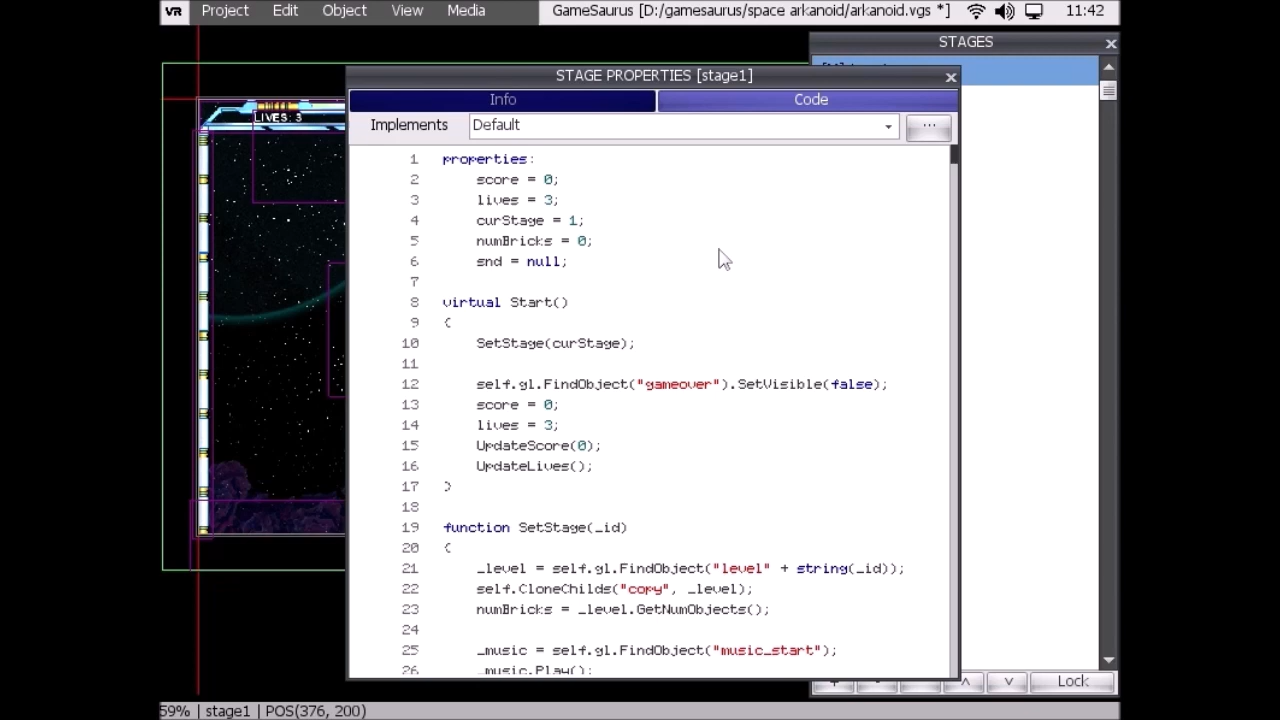 VR Project Edit Object View Media GameSaurus [D:/gamesaurus/space arkanoid/arkanoid.vgs *] 11:42
STAGES
STAGE PROPERTIES [stage1]
Info Code
Implements Default ...
LIVES: 3
1 properties:
2 score = 0;
3 lives = 3;
4 curStage = 1;
5 numBricks = 0;
6 snd = null;
7
8 virtual Start()
9 {
10 SetStage(curStage);
11
12 self.gl.FindObject("gameover").SetVisible(false);
13 score = 0;
14 lives = 3;
15 UpdateScore(0);
16 UpdateLives();
17 }
18
19 function SetStage(_id)
20 {
21 _level = self.gl.FindObject("level" + string(_id));
22 self.CloneChilds("copy", _level);
23 numBricks = _level.GetNumObjects();
24
25 _music = self.gl.FindObject("music_start");
26 _music.Play();
Lock
59% | stage1 | POS(376, 200)